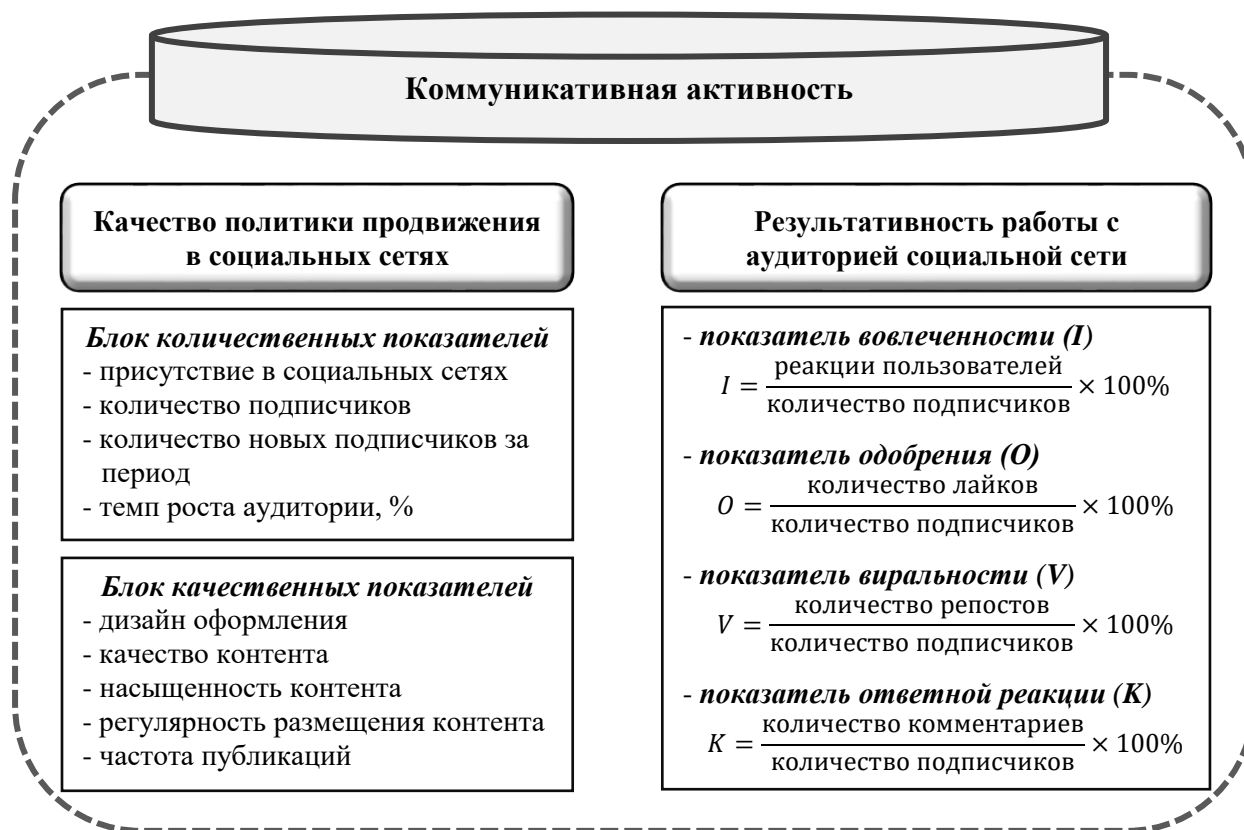 Коммуникативная активность
Качество политики продвижения
в социальных сетях
Блок количественных показателей
- присутствие в социальных сетях
- количество подписчиков
- количество новых подписчиков за
период
- темп роста аудитории, %
Блок качественных показателей
- дизайн оформления
- качество контента
- насыщенность контента
- регулярность размещения контента
- частота публикаций
Результативность работы с
аудиторией социальной сети
- показатель вовлеченности (I)
реакции пользователей
I = × 100%
количество подписчиков
- показатель одобрения (O)
количество лайков
O = × 100%
количество подписчиков
- показатель виральности (V)
количество репостов
V = × 100%
количество подписчиков
- показатель ответной реакции (K)
количество комментариев
K = × 100%
количество подписчиков